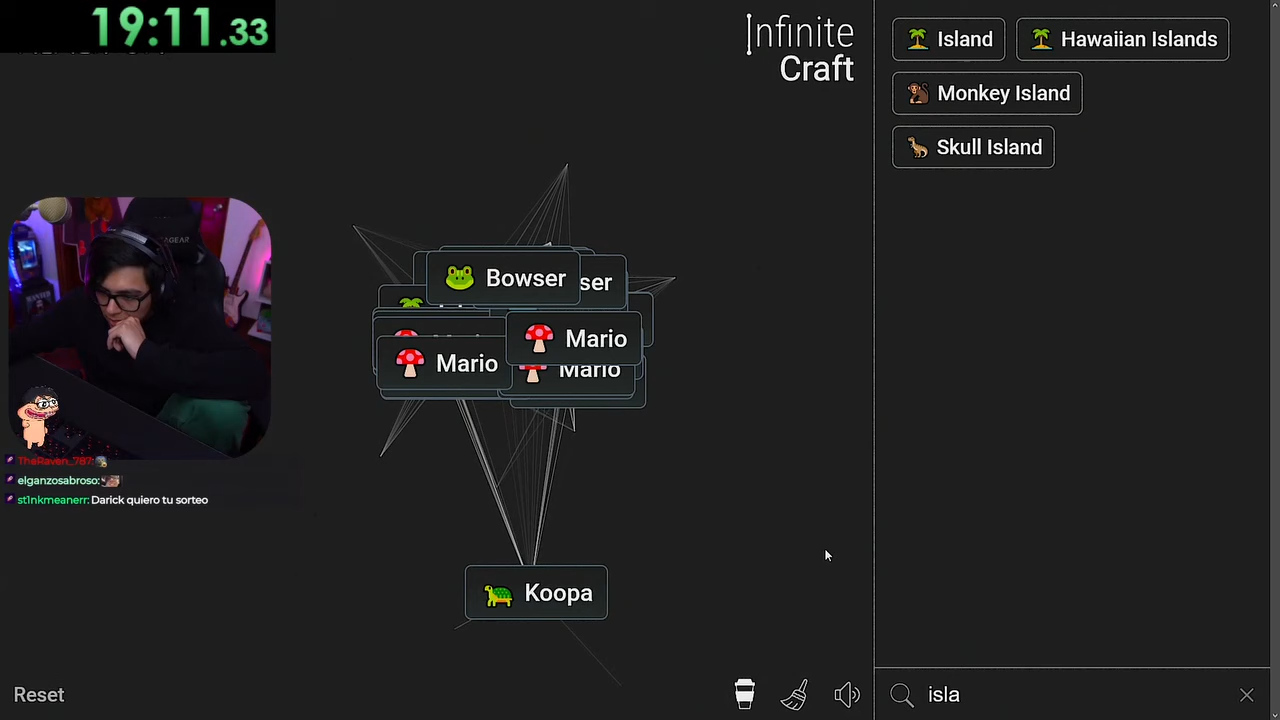 19:11.33
Infinite
Craft
Island
Hawaiian Islands
Monkey Island
Skull Island
Bowser
ser
Mario
Mario
Mario
Koopa
TheRaven_787:
elganzosabroso:
st1nkmeanerr: Darick quiero tu sorteo
Reset
isla